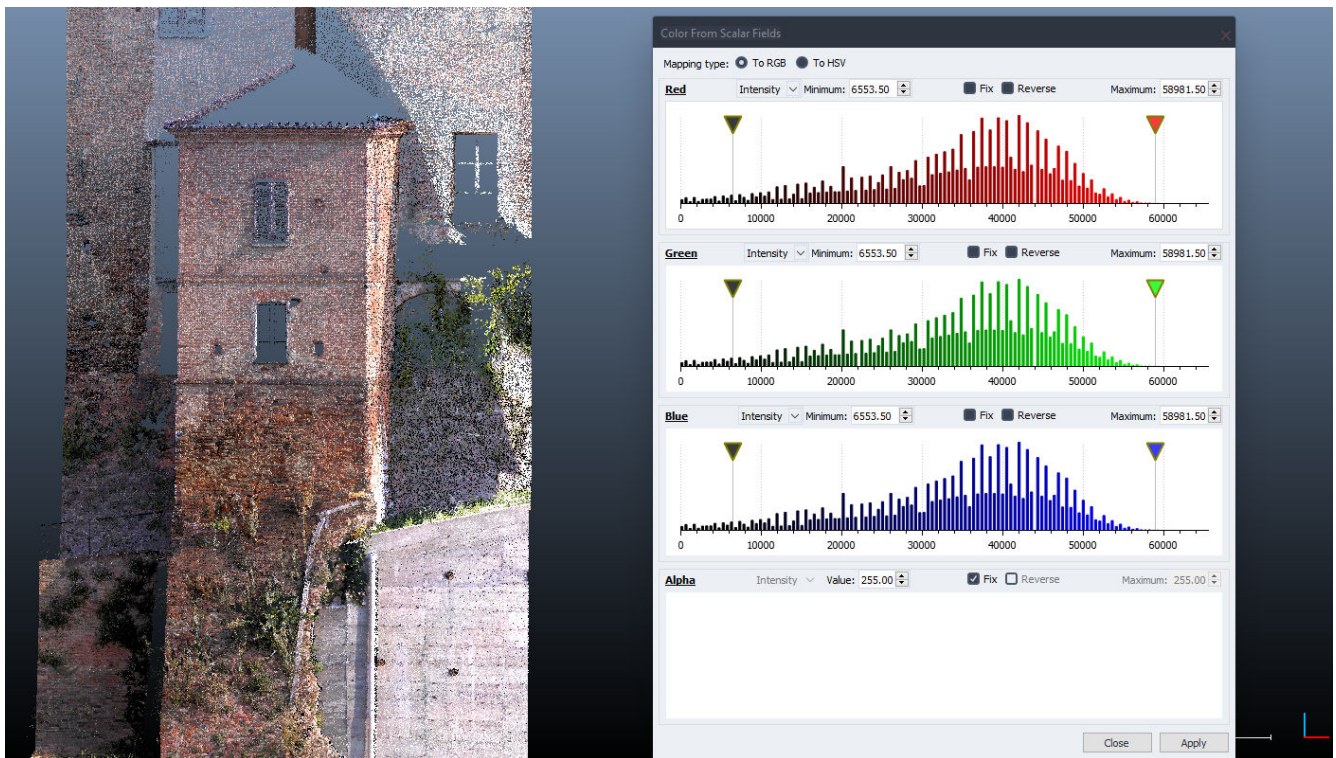 Color From Scalar Fields
Mapping type: To RGB To HSV
Red Intensity Minimum: 6553.50 Fix Reverse Maximum: 58981.50
0 10000 20000 30000 40000 50000 60000
Green Intensity Minimum: 6553.50 Fix Reverse Maximum: 58981.50
0 10000 20000 30000 40000 50000 60000
Blue Intensity Minimum: 6553.50 Fix Reverse Maximum: 58981.50
0 10000 20000 30000 40000 50000 60000
Alpha Intensity Value: 255.00 Fix Reverse Maximum: 255.00
Close Apply